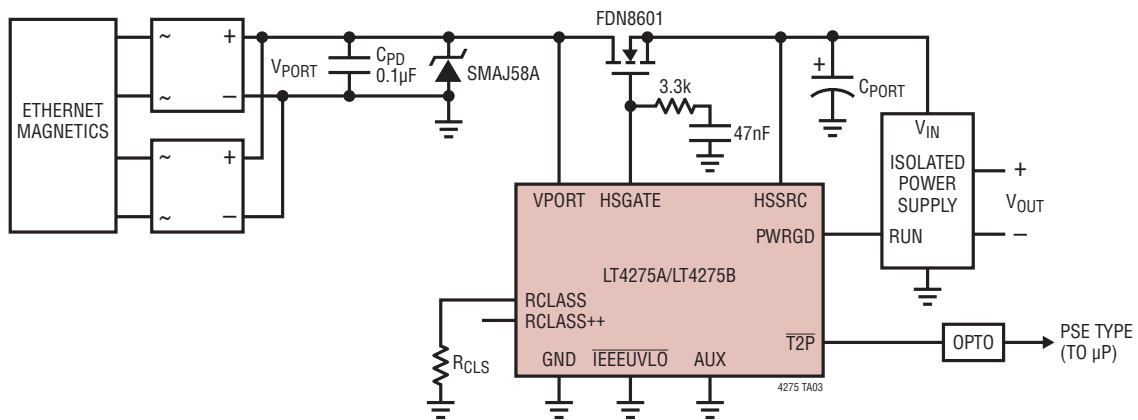 FDN8601
~
+
~
–
VPORT
CPD
0.1µF
SMAJ58A
3.3k
47nF
+
CPORT
ETHERNET
MAGNETICS
~
+
~
–
VIN
ISOLATED
POWER
SUPPLY
RUN
+
VOUT
–
VPORT
HSGATE
HSSRC
PWRGD
LT4275A/LT4275B
RCLASS
RCLASS++
T2P
GND
IEEEUVLO
AUX
RCLS
OPTO
PSE TYPE
(TO µP)
4275 TA03